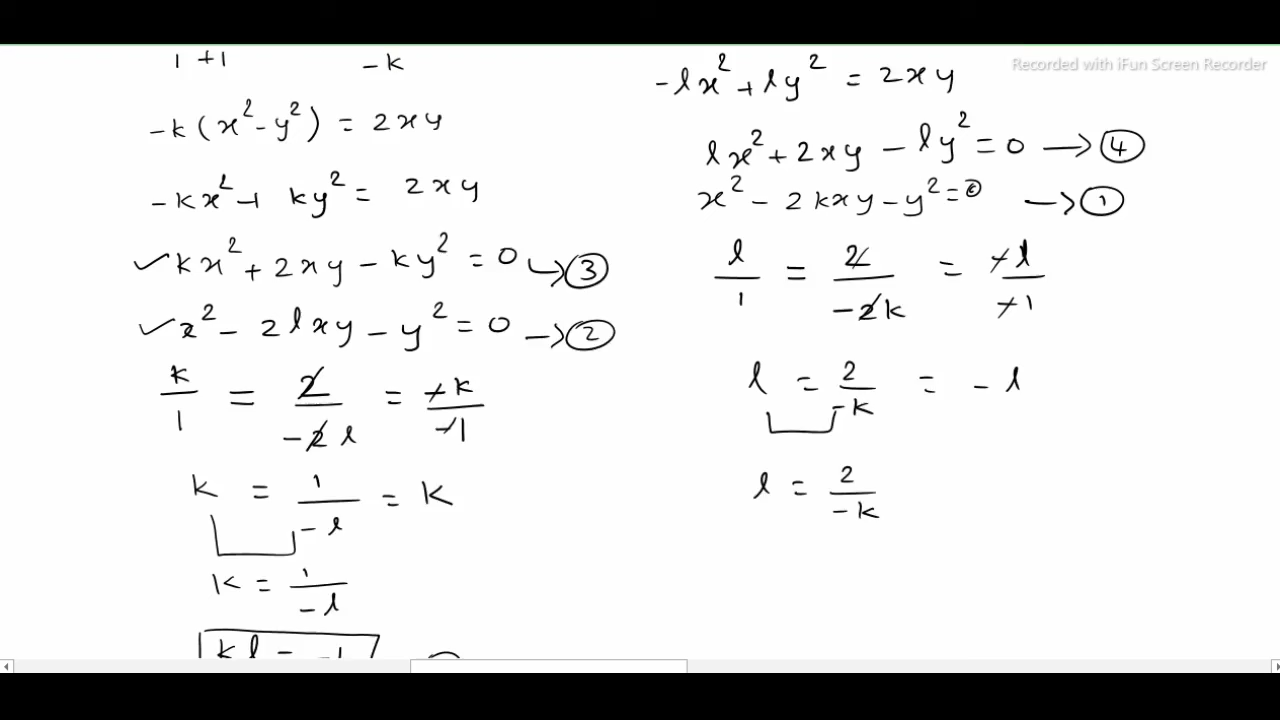 1 + 1 - k
-k(x² - y²) = 2xy
-kx² + ky² = 2xy
✓kx² + 2xy - ky² = 0 ↪③
✓x² - 2lxy - y² = 0 →②
k/1 = 2/-2l = -k/-1
k = 1/-l = k
k = 1/-l
kl = -1
Recorded with iFun Screen Recorder
-lx² + ly² = 2xy
lx² + 2xy - ly² = 0 →④
x² - 2kxy - y² = 0 →①
l/1 = 2/-2k = -l/-1
l = 2/-k = -l
l = 2/-k